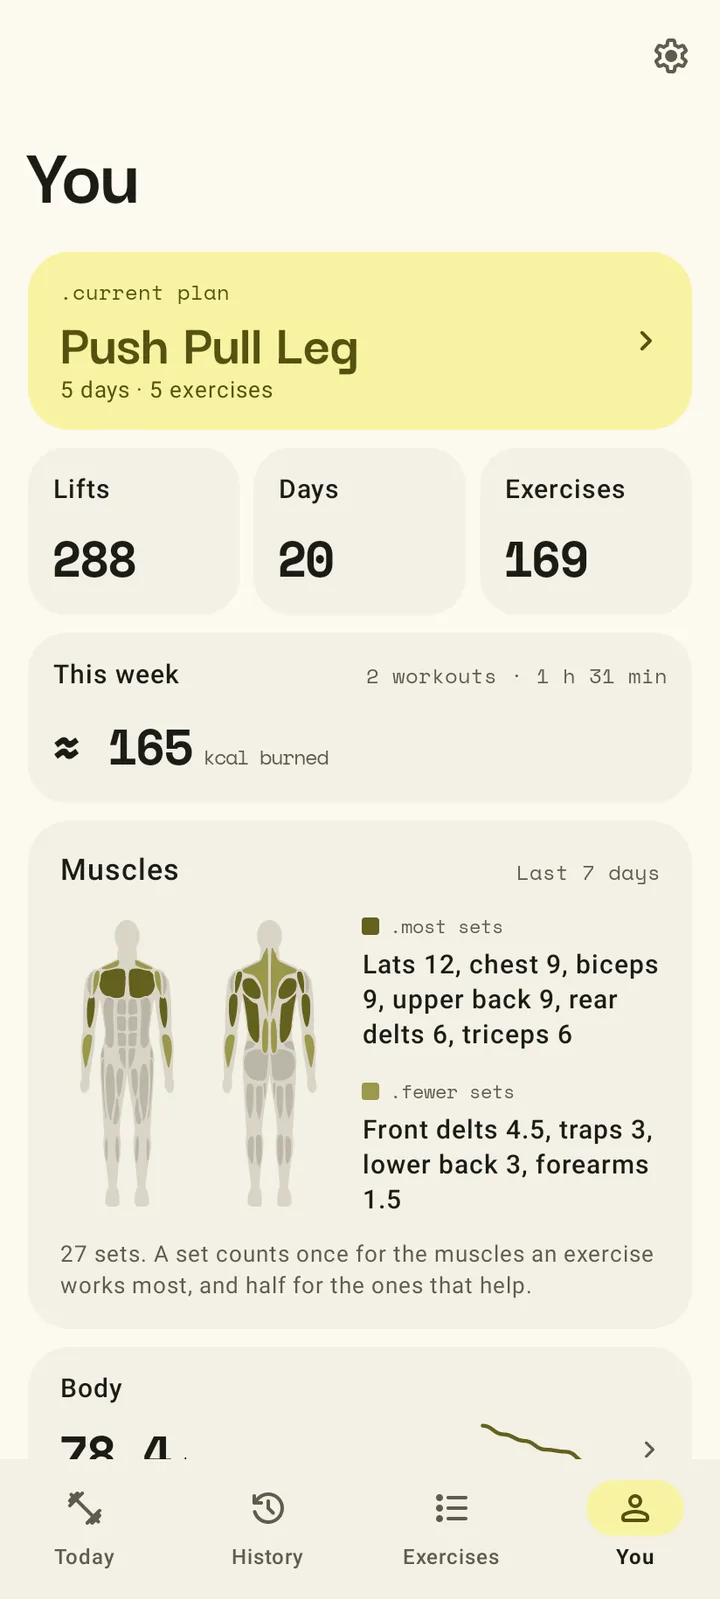 You
.current plan
Push Pull Leg
5 days · 5 exercises
Lifts
288
Days
20
Exercises
169
This week
2 workouts · 1 h 31 min
≈ 165 kcal burned
Muscles
Last 7 days
.most sets
Lats 12, chest 9, biceps
9, upper back 9, rear
delts 6, triceps 6
.fewer sets
Front delts 4.5, traps 3,
lower back 3, forearms
1.5
27 sets. A set counts once for the muscles an exercise
works most, and half for the ones that help.
Body
78 4
Today
History
Exercises
You